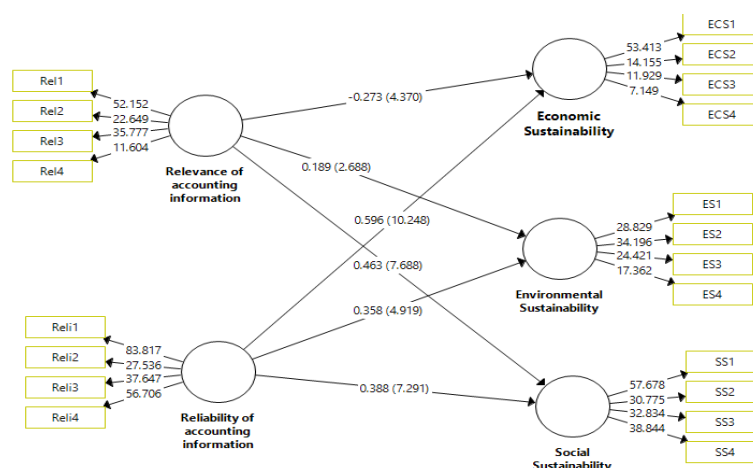 ECS1
53.413
ECS2
14.155
11.929
ECS3
7.149
ECS4
Economic
Sustainability
Rel1
52.152
Rel2
22.649
35.777
Rel3
11.604
Rel4
Relevance of
accounting
information
-0.273 (4.370)
0.189 (2.688)
0.596 (10.248)
0.463 (7.688)
0.358 (4.919)
0.388 (7.291)
ES1
28.829
ES2
34.196
24.421
ES3
17.362
ES4
Environmental
Sustainability
Reli1
83.817
Reli2
27.536
37.647
Reli3
56.706
Reli4
Reliability of
accounting
information
SS1
57.678
SS2
30.775
32.834
SS3
38.844
SS4
Social
Sustainability